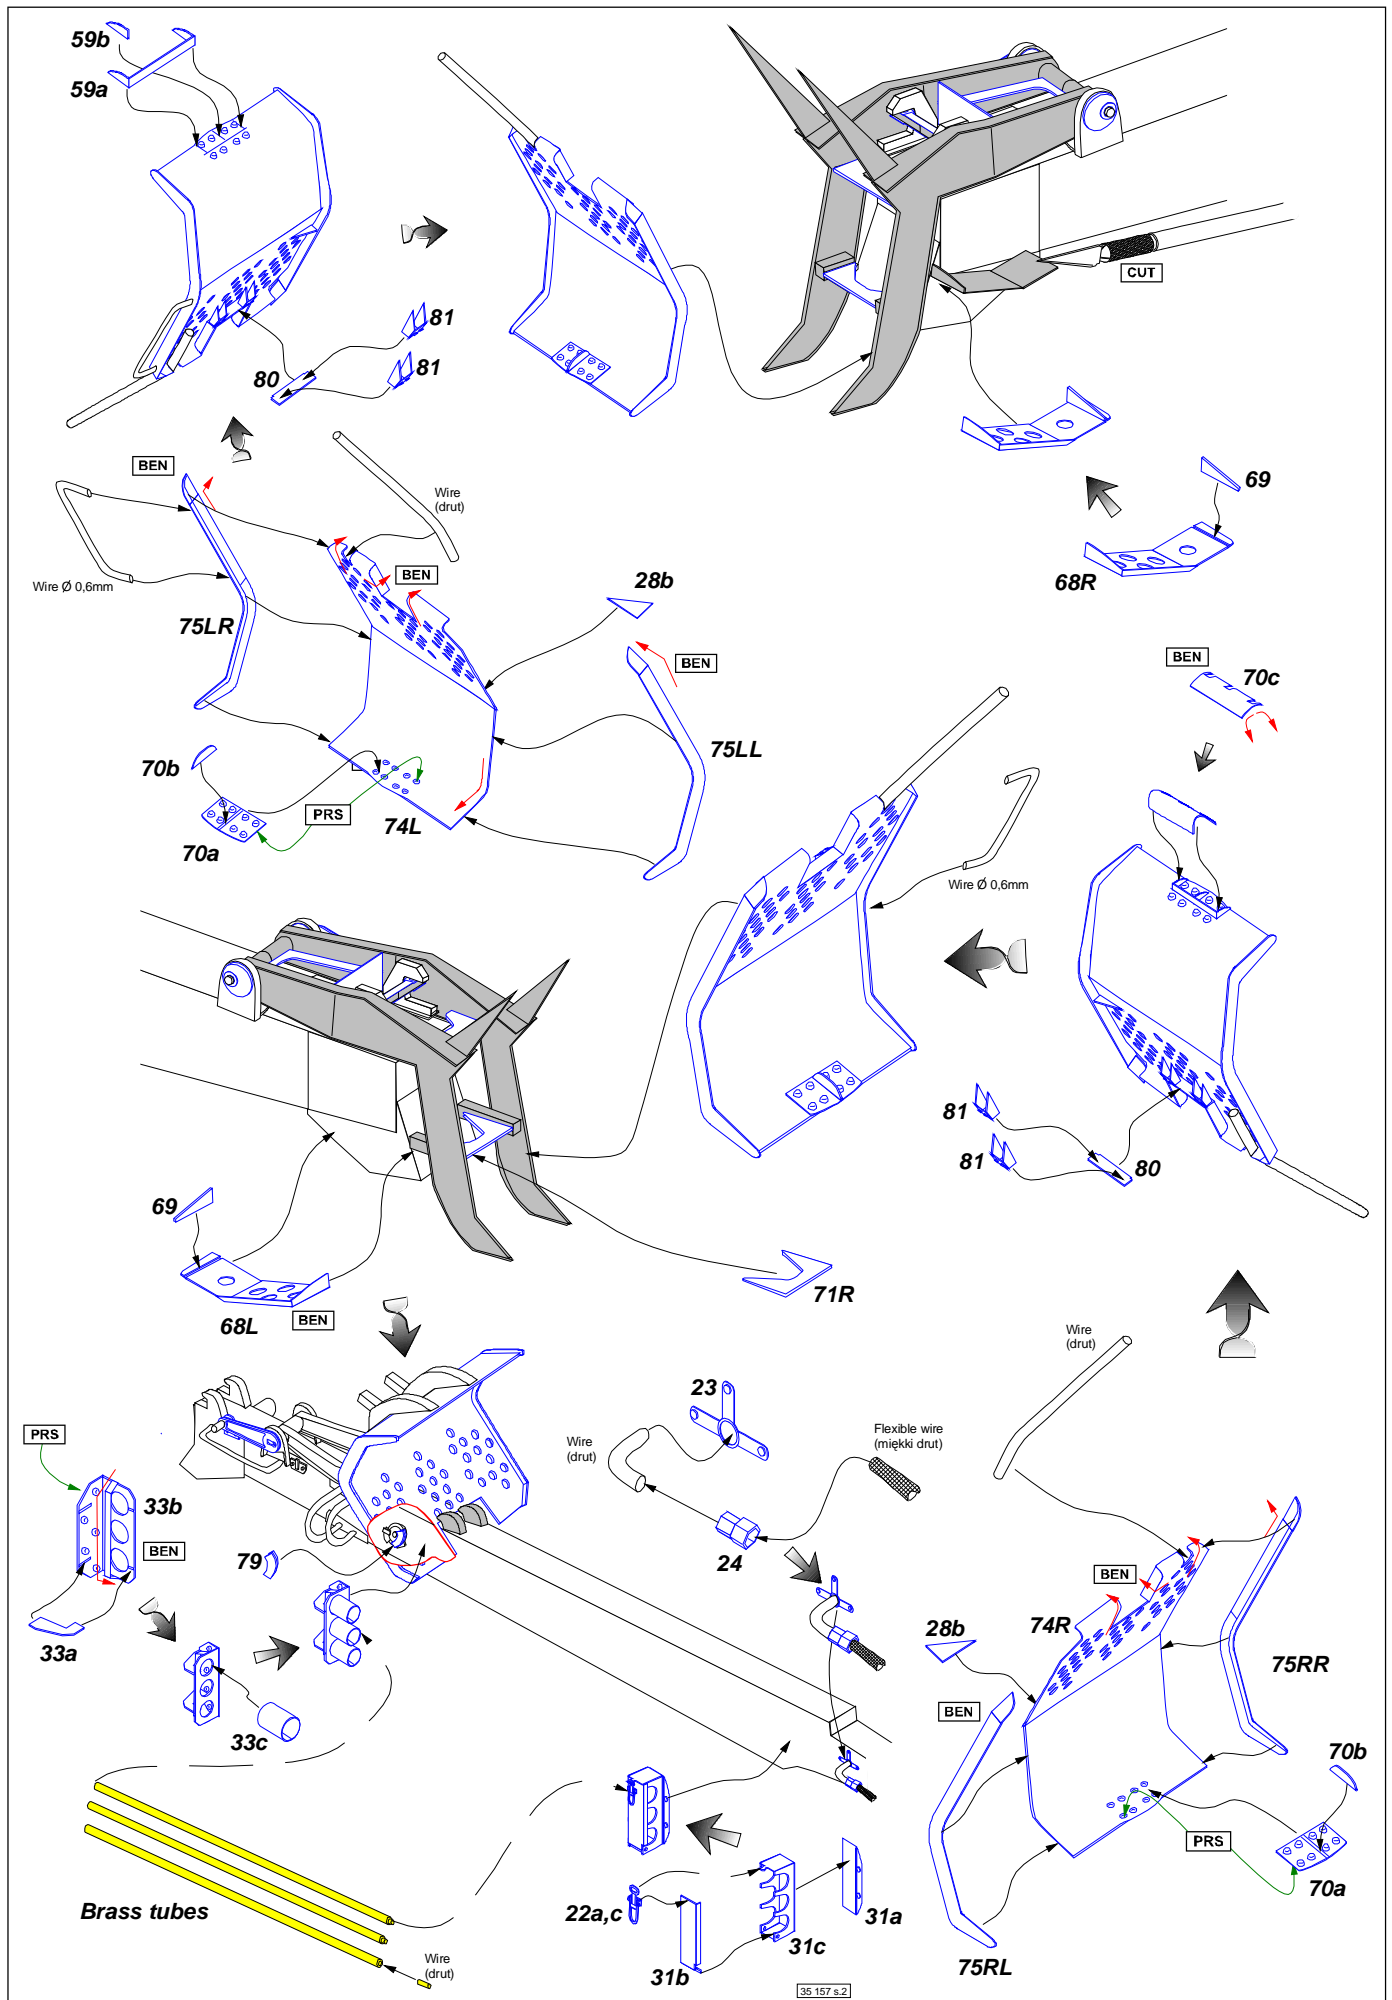 59b
59a
CUT
81
81
80
BEN
Wire
(drut)
69
68R
Wire Ø 0,6mm
BEN
28b
75LR
BEN
BEN
70c
75LL
70b
PRS
74L
70a
Wire Ø 0,6mm
81
81
80
69
71R
68L
BEN
Wire
(drut)
23
PRS
Wire
(drut)
Flexible wire
(miękki drut)
33b
BEN
79
24
BEN
33a
28b
74R
75RR
33c
BEN
70b
PRS
Brass tubes
22a,c
31a
70a
31c
Wire
(drut)
31b
75RL
35 157 s.2